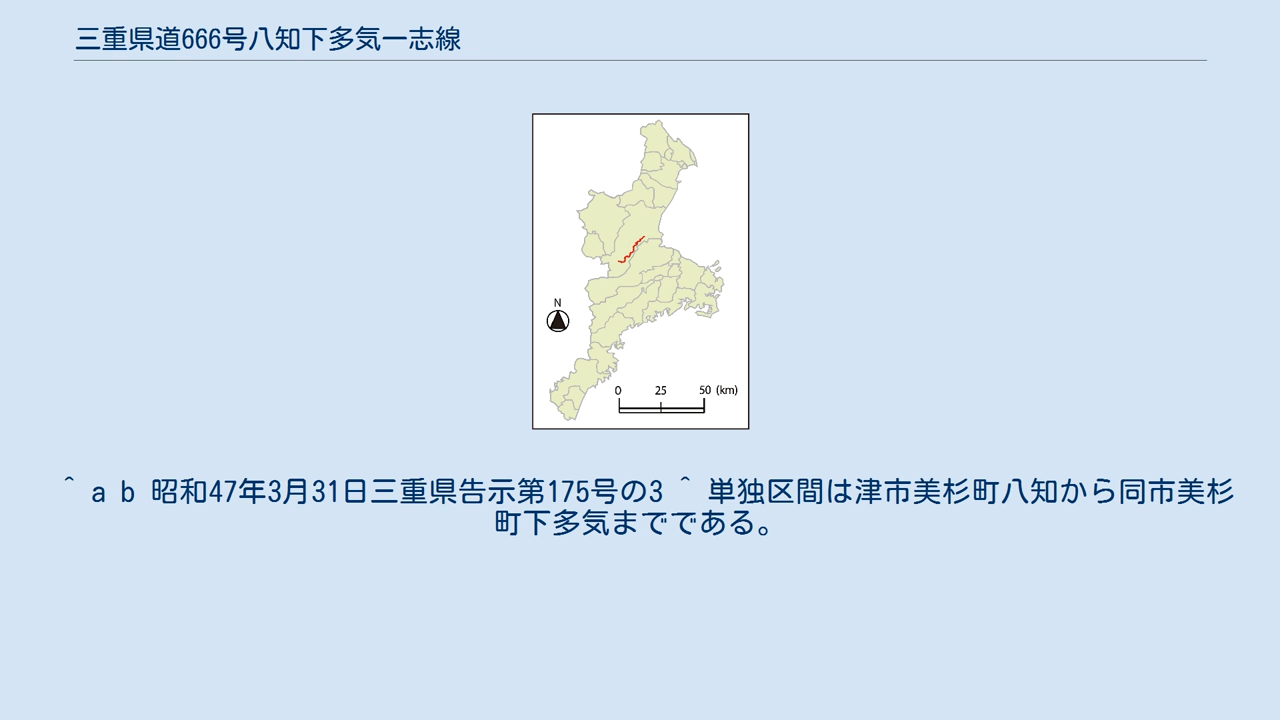 三重県道666号八知下多気一志線
N
0 25 50 (km)
^ a b 昭和47年3月31日三重県告示第175号の3 ^ 単独区間は津市美杉町八知から同市美杉
町下多気までである。